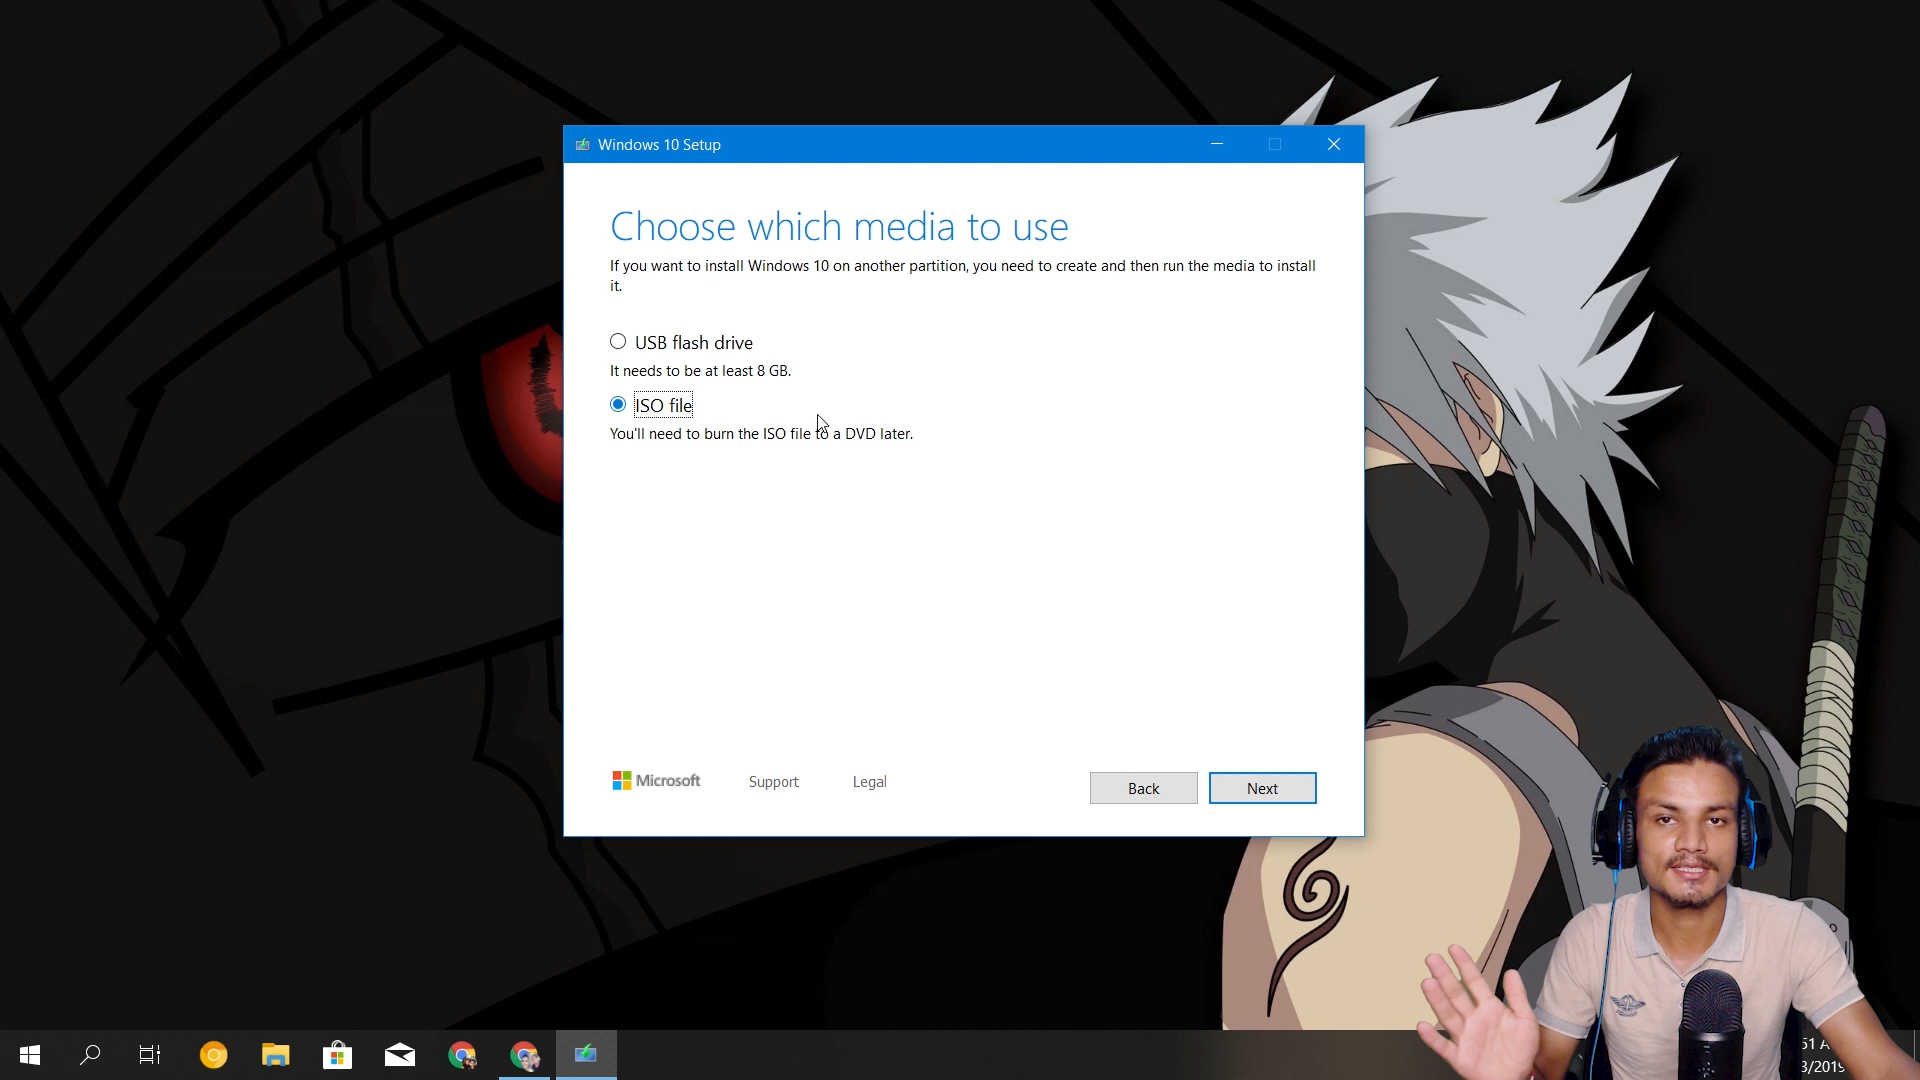 Windows 10 Setup
Choose which media to use
If you want to install Windows 10 on another partition, you need to create and then run the media to install
it.
USB flash drive
It needs to be at least 8 GB.
ISO file
You'll need to burn the ISO file to a DVD later.
Microsoft
Support
Legal
Back
Next
51 A
3/2019